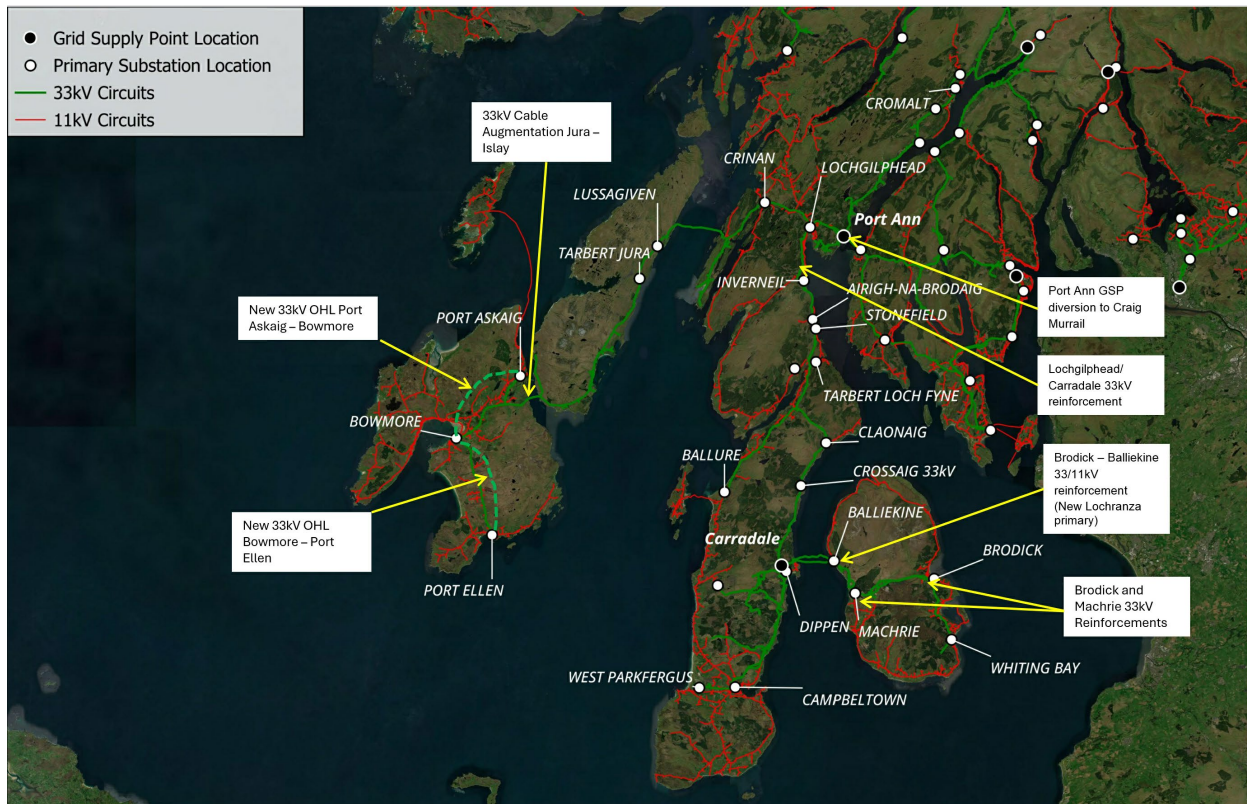 Grid Supply Point Location
Primary Substation Location
33kV Circuits
11kV Circuits
33kV Cable
Augmentation Jura –
Islay
CROMALT
CRINAN
LOCHGILPHEAD
LUSSAGIVEN
Port Ann
TARBERT JURA
INVERNEIL
AIRIGH-NA-BRODAIG
STONEFIELD
Port Ann GSP
diversion to Craig
Murrail
New 33kV OHL Port
Askaig – Bowmore
PORT ASKAIG
Lochgilphead/
Carradale 33kV
reinforcement
TARBERT LOCH FYNE
BOWMORE
CLAONAIG
BALLURE
CROSSAIG 33kV
Brodick – Balliekine
33/11kV
reinforcement
(New Lochranza
primary)
New 33kV OHL
Bowmore – Port
Ellen
BALLIEKINE
Carradale
BRODICK
PORT ELLEN
Brodick and
Machrie 33kV
Reinforcements
DIPPEN
MACHRIE
WHITING BAY
WEST PARKFERGUS
CAMPBELTOWN